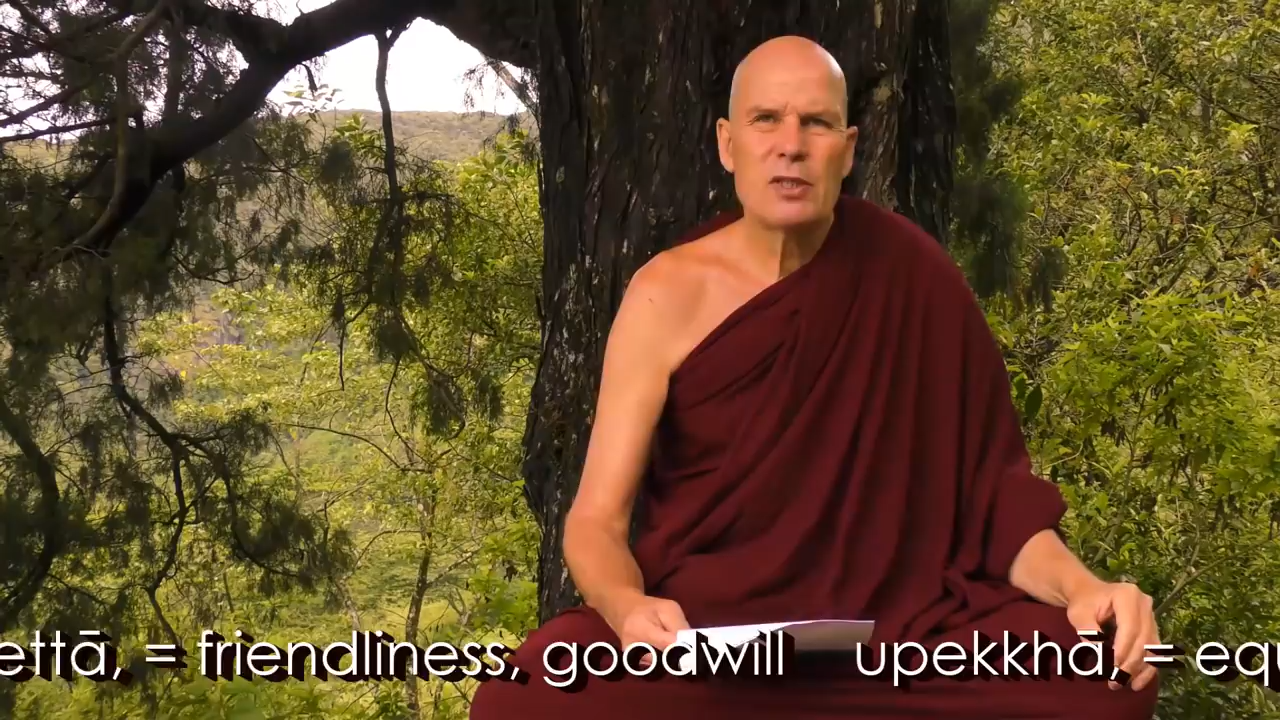 ettā, = friendliness, goodwill upekkhā, = equ